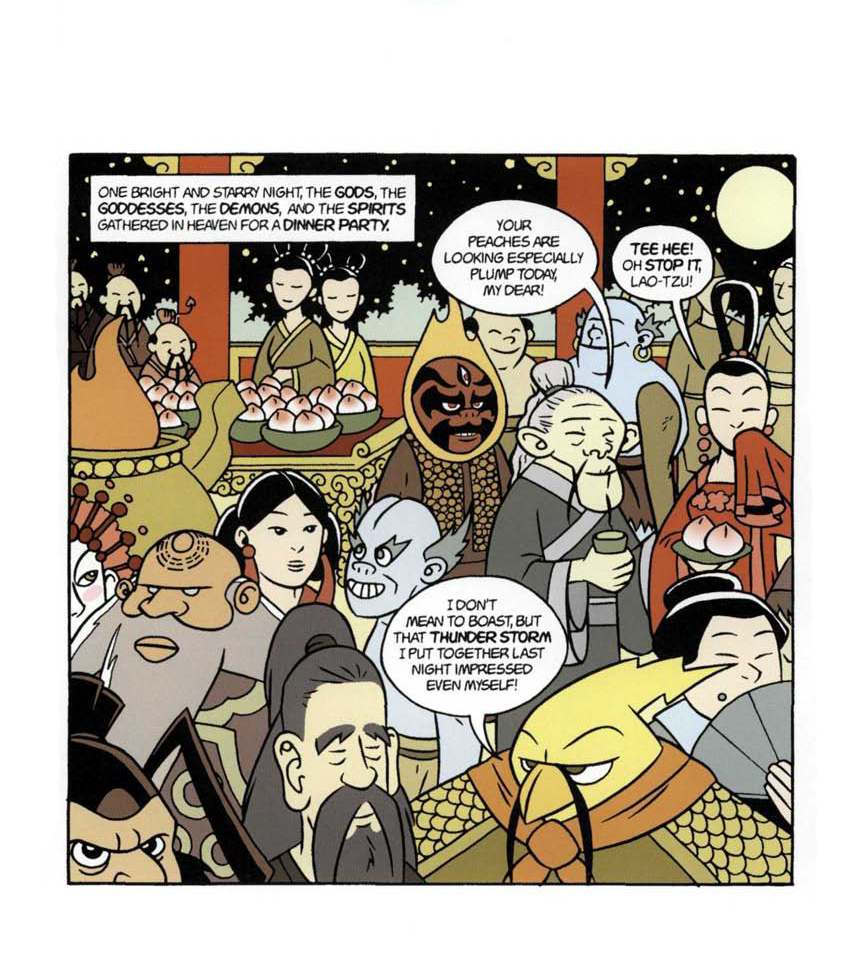 ONE BRIGHT AND STARRY NIGHT, THE GODS, THE
GODDESSES, THE DEMONS, AND THE SPIRITS
GATHERED IN HEAVEN FOR A DINNER PARTY.
YOUR
PEACHES ARE
LOOKING ESPECIALLY
PLUMP TODAY,
MY DEAR!
TEE HEE!
OH STOP IT,
LAO-TZU!
I DON'T
MEAN TO BOAST, BUT
THAT THUNDER STORM
I PUT TOGETHER LAST
NIGHT IMPRESSED
EVEN MYSELF!